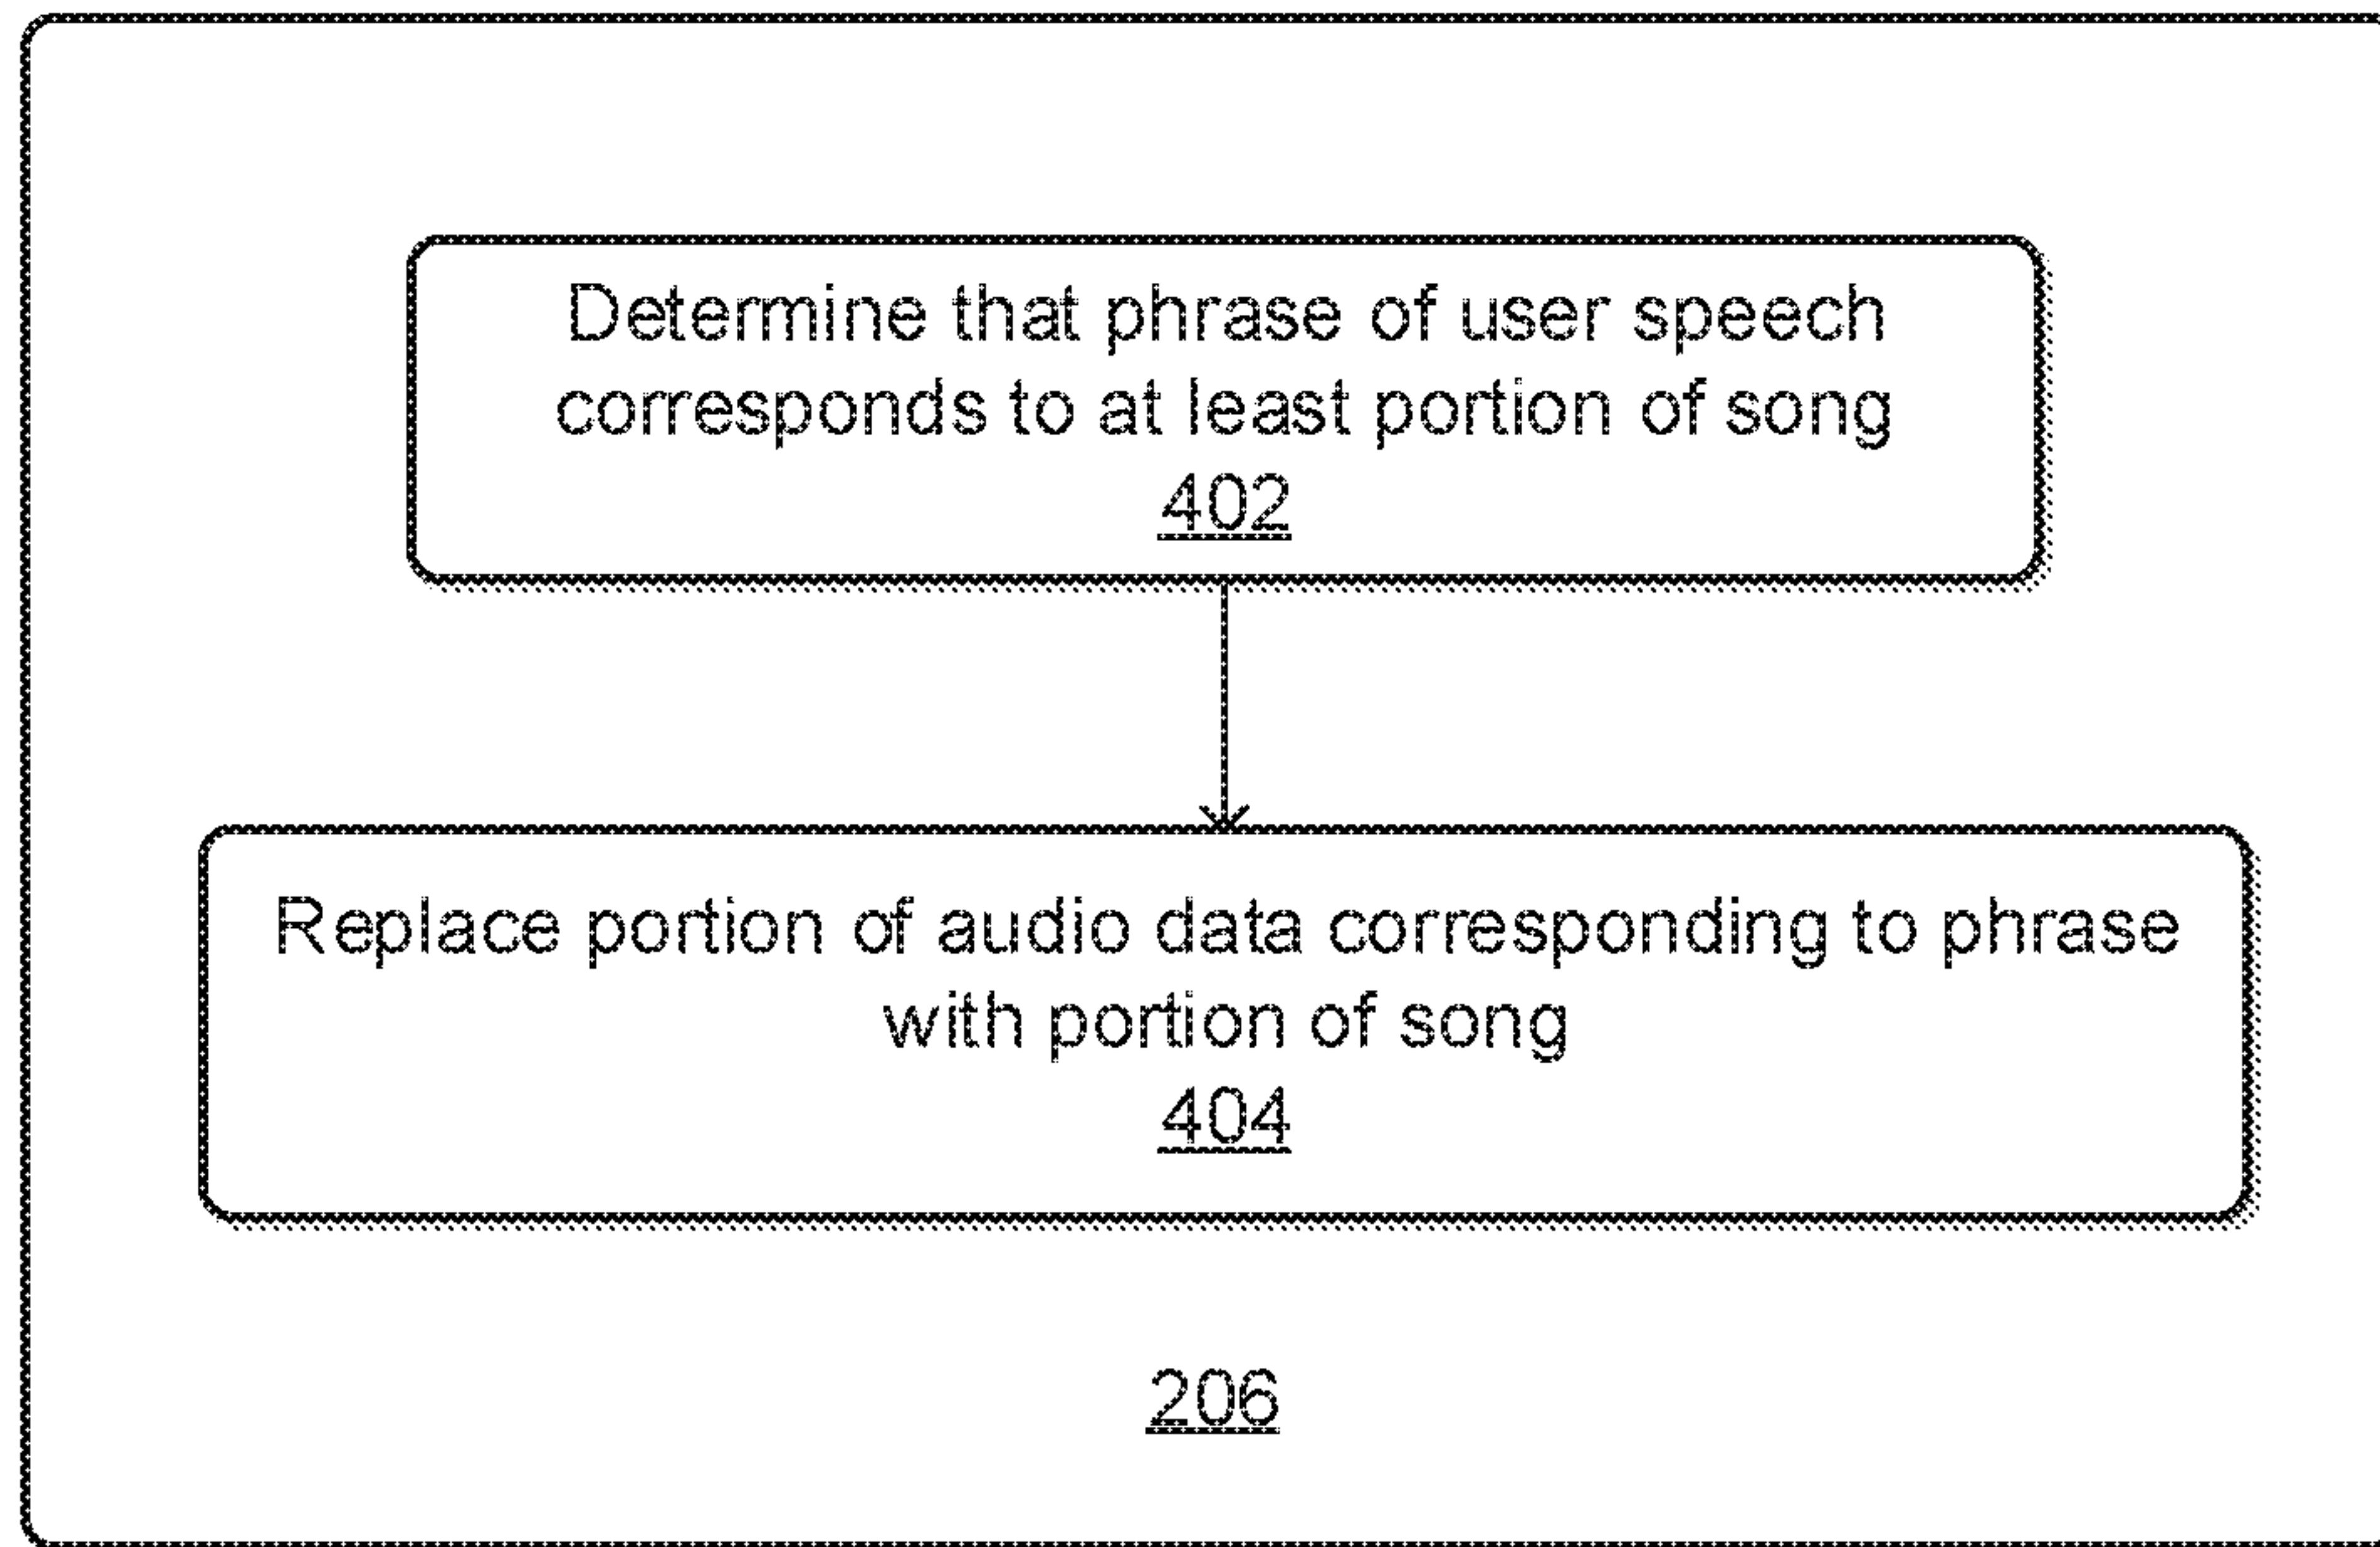 Determine that phrase of user speech
corresponds to at least portion of song
402
Replace portion of audio data corresponding to phrase
with portion of song
404
206